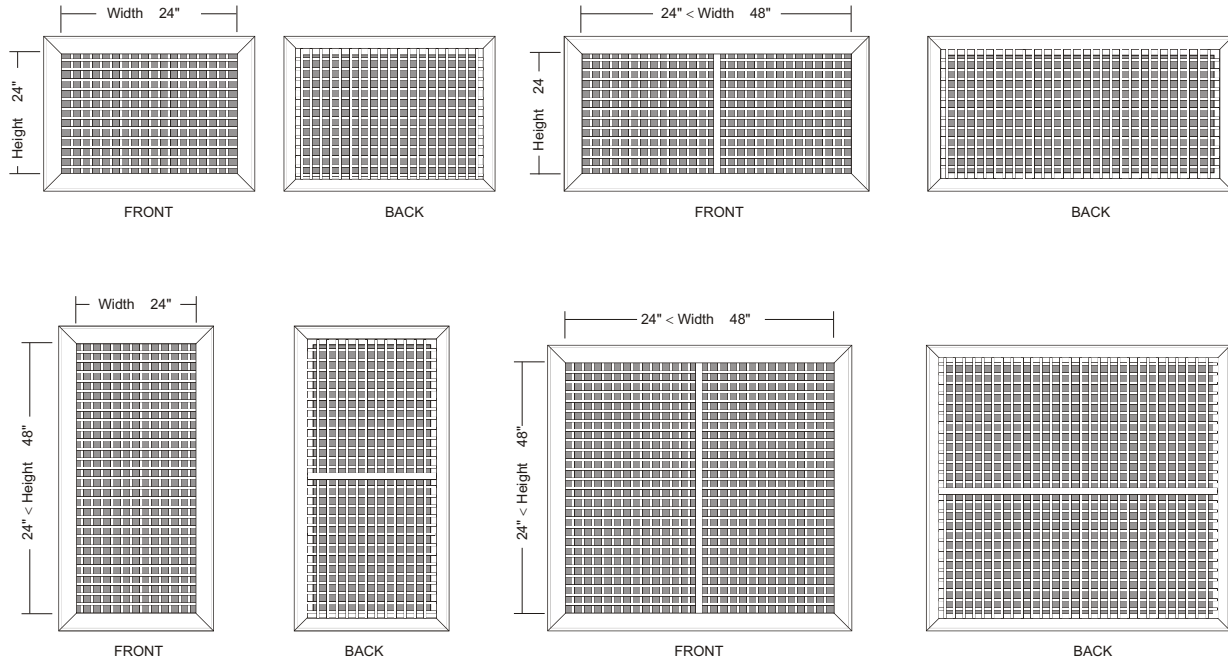 Width 24"
24" < Width 48"
Height 24"
Height 24
FRONT
BACK
FRONT
BACK
Width 24"
24" < Width 48"
24" < Height 48"
24" < Height 48"
FRONT
BACK
FRONT
BACK